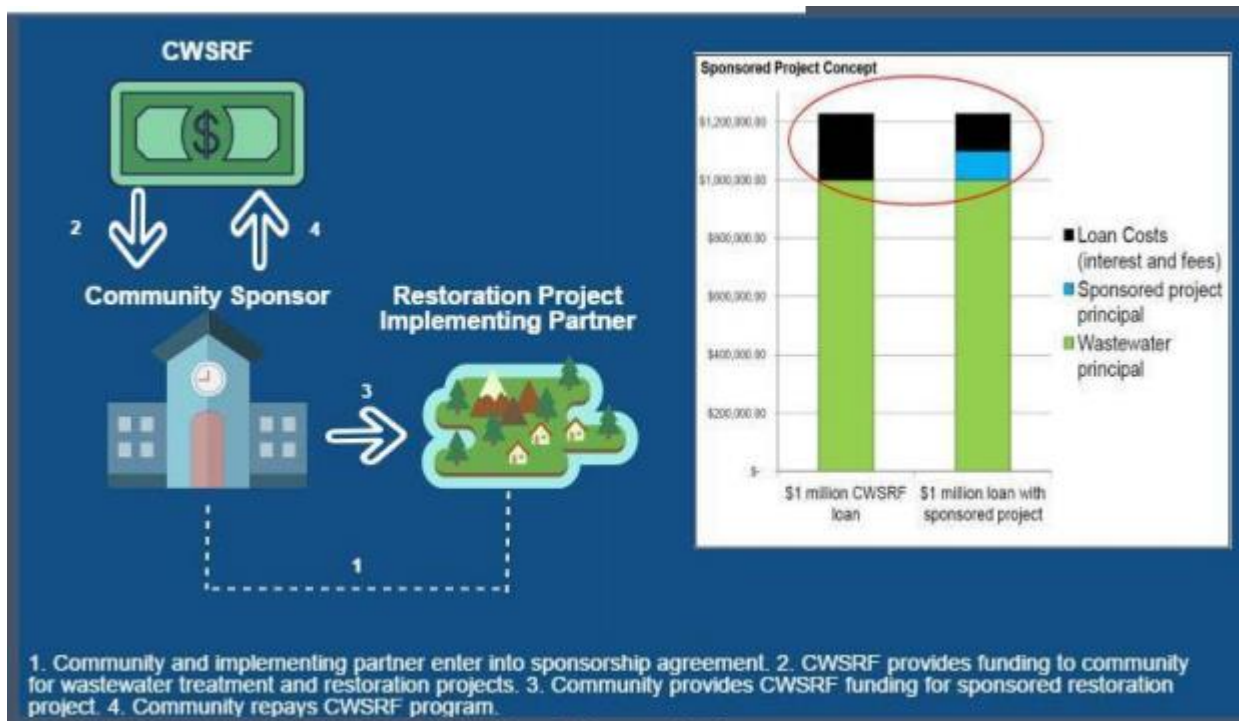 CWSRF
$
2
4
Community Sponsor
Restoration Project
Implementing Partner
3
1
Sponsored Project Concept
$1,200,000.00
$1,000,000.00
$800,000.00
$600,000.00
$400,000.00
$200,000.00
$-
$1 million CWSRF
loan
$1 million loan with
sponsored project
Loan Costs
(interest and fees)
Sponsored project
principal
Wastewater
principal
1. Community and implementing partner enter into sponsorship agreement. 2. CWSRF provides funding to community
for wastewater treatment and restoration projects. 3. Community provides CWSRF funding for sponsored restoration
project. 4. Community repays CWSRF program.